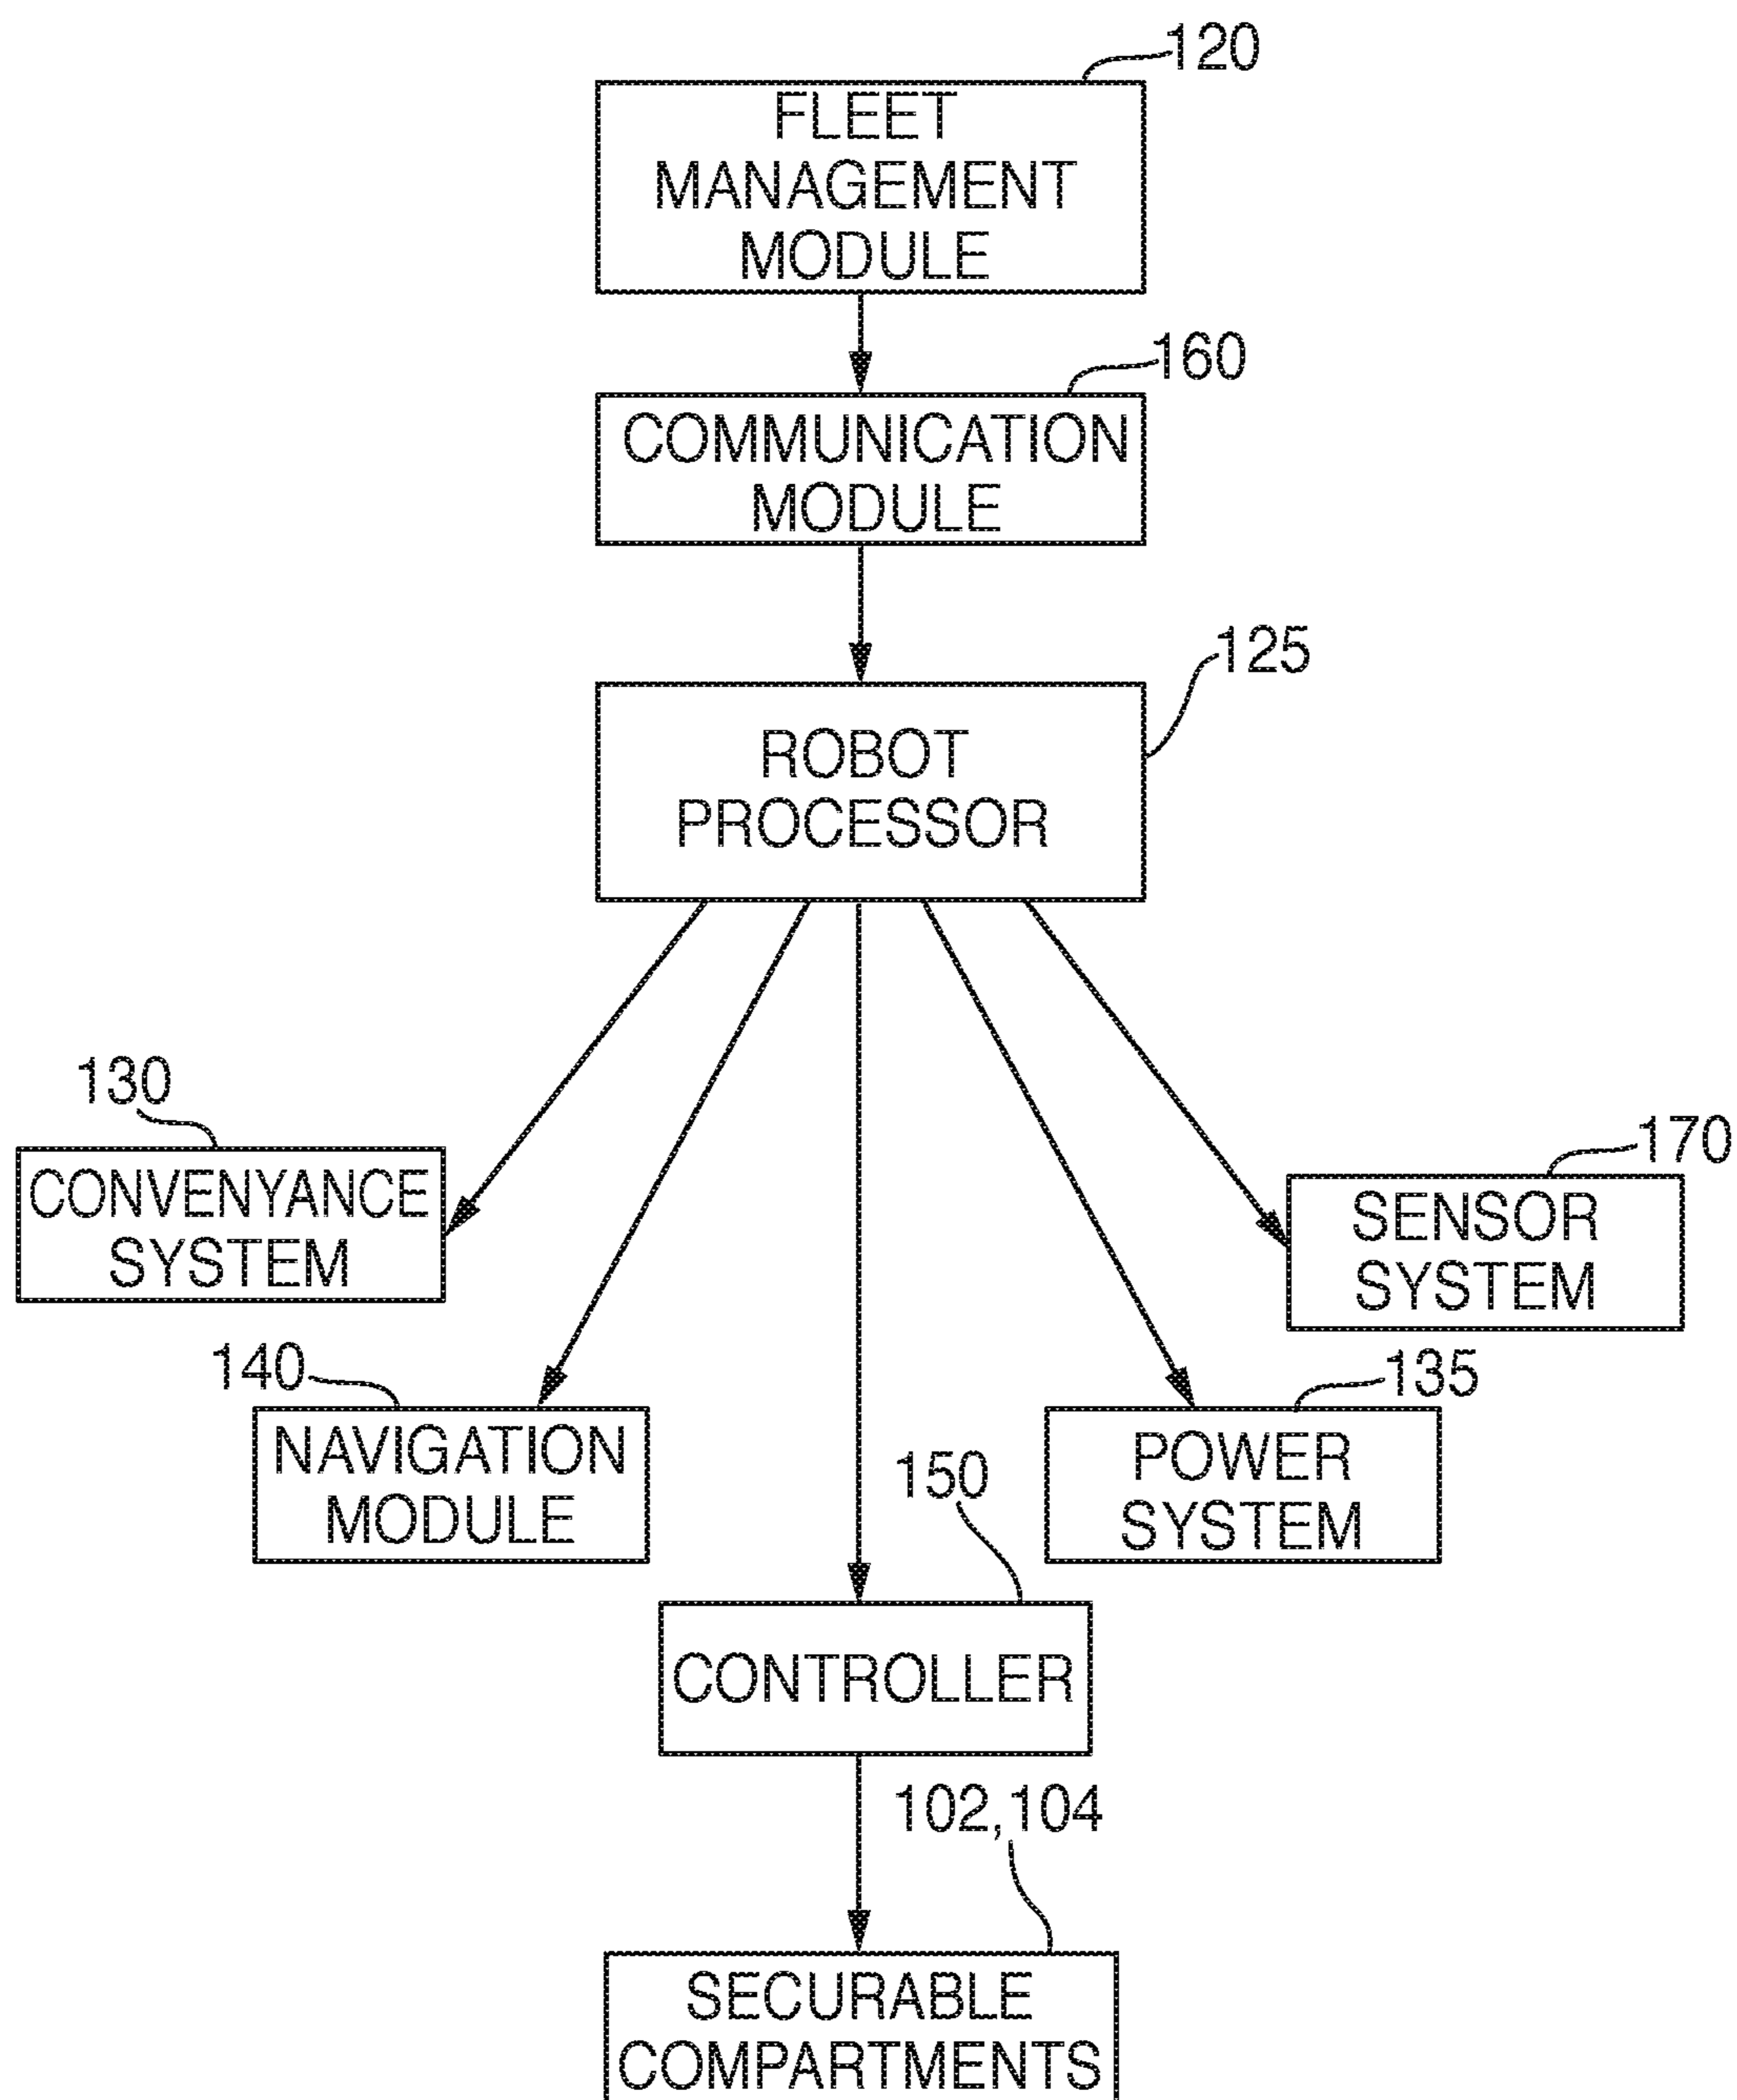 120
FLEET
MANAGEMENT
MODULE
160
COMMUNICATION
MODULE
125
ROBOT
PROCESSOR
130
CONVENYANCE
SYSTEM
170
SENSOR
SYSTEM
140
NAVIGATION
MODULE
135
POWER
SYSTEM
150
CONTROLLER
102,104
SECURABLE
COMPARTMENTS